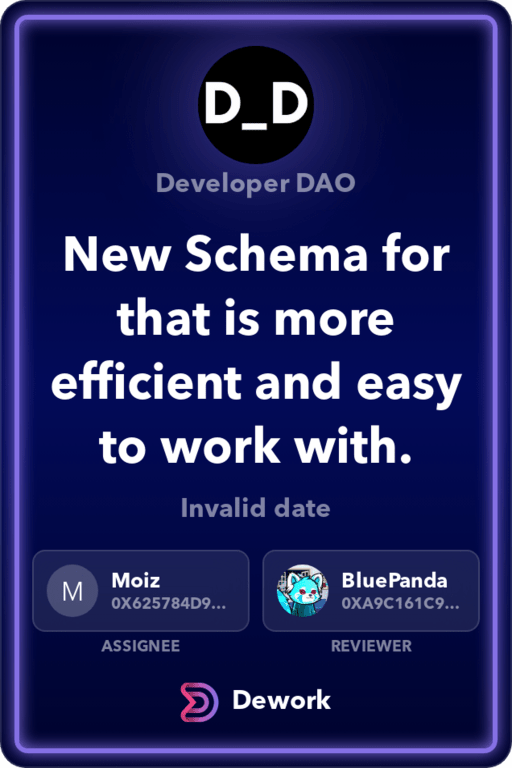 D_D
Developer DAO
New Schema for
that is more
efficient and easy
to work with.
Invalid date
M
Moiz
0X625784D9...
BluePanda
0XA9C161C9...
ASSIGNEE
REVIEWER
Dework